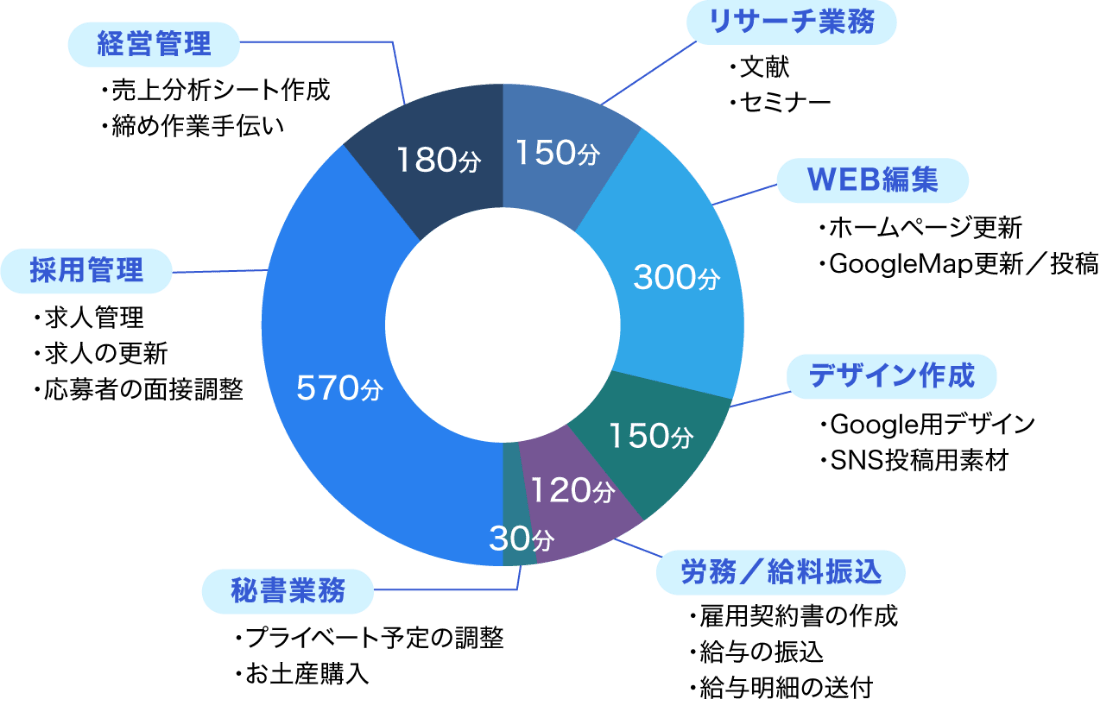 経営管理
・売上分析シート作成
・締め作業手伝い
リサーチ業務
・文献
・セミナー
WEB編集
・ホームページ更新
・GoogleMap更新／投稿
デザイン作成
・Google用デザイン
・SNS投稿用素材
労務／給料振込
・雇用契約書の作成
・給与の振込
・給与明細の送付
秘書業務
・プライベート予定の調整
・お土産購入
採用管理
・求人管理
・求人の更新
・応募者の面接調整
180分
150分
300分
150分
120分
30分
570分